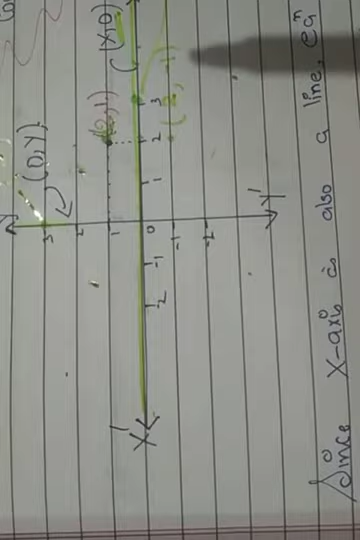 (0,y)
(x,0)
(2,1)
3
2
1
X'
-2
-1
0
1
2
3
-1
-2
Y'
Since X-axis is also a line, eqn